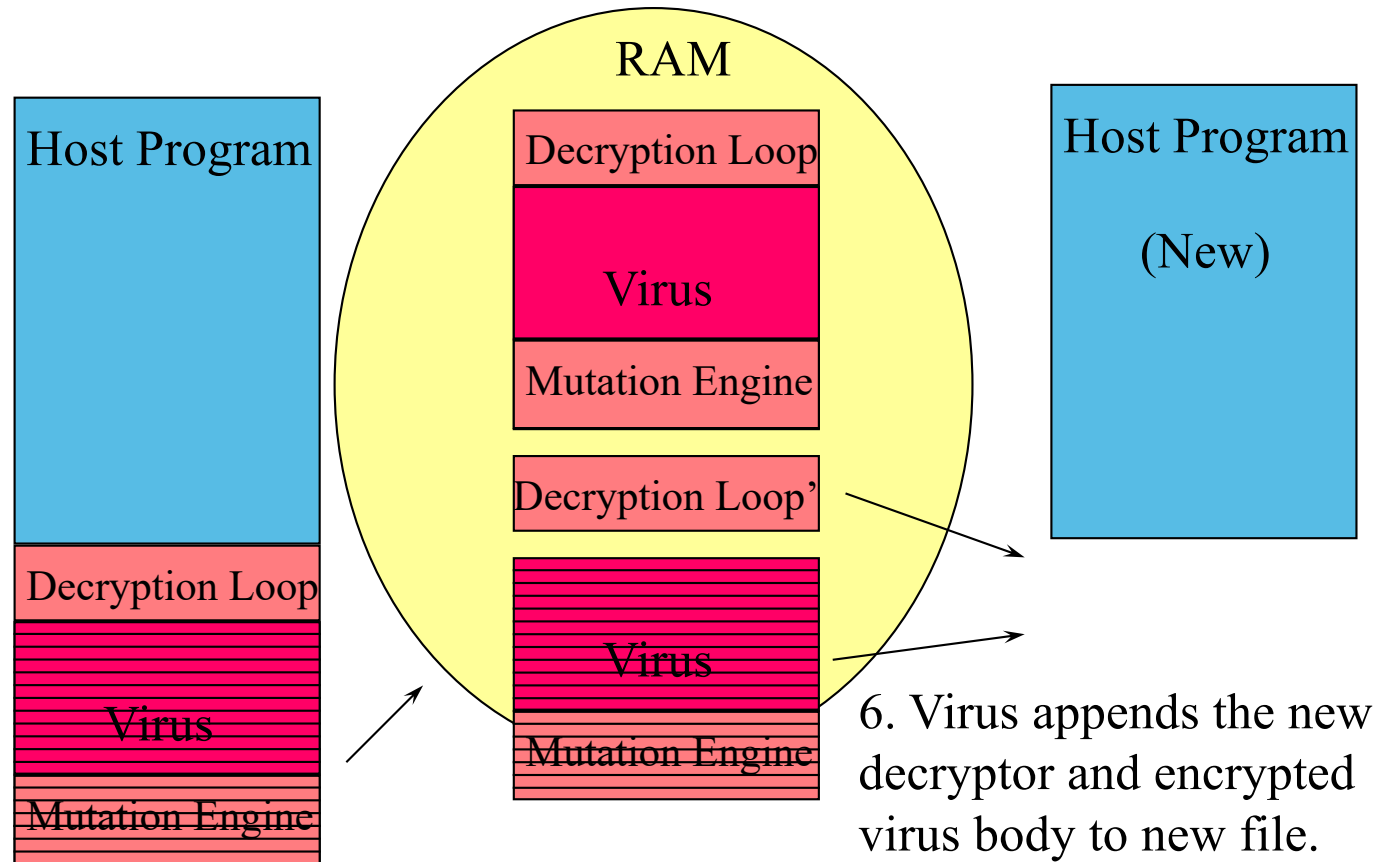 Host Program
Decryption Loop
Virus
Mutation Engine
RAM
Decryption Loop
Virus
Mutation Engine
Decryption Loop’
Virus
Mutation Engine
Host Program
(New)
6. Virus appends the new
decryptor and encrypted
virus body to new file.